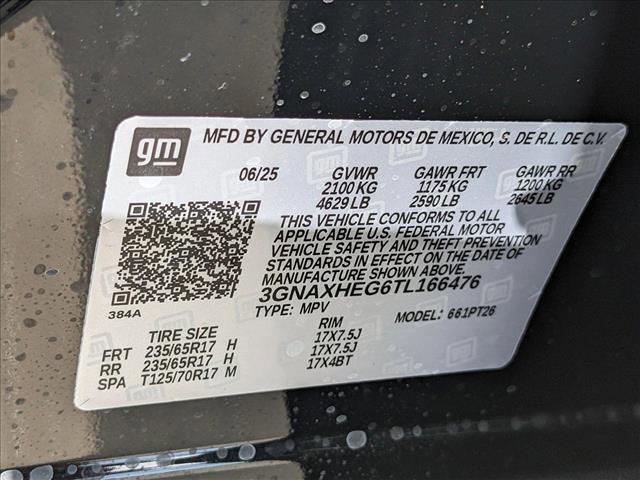 gm MFD BY GENERAL MOTORS DE MEXICO, S. DE R.L. DE C.V.
06/25 GVWR GAWR FRT GAWR RR
2100 KG 1175 KG 1200 KG
4629 LB 2590 LB 2645 LB
THIS VEHICLE CONFORMS TO ALL
APPLICABLE U.S. FEDERAL MOTOR
VEHICLE SAFETY AND THEFT PREVENTION
STANDARDS IN EFFECT ON THE DATE OF
MANUFACTURE SHOWN ABOVE.
3GNAXHEG6TL166476
384A TYPE: MPV MODEL: 661PT26
TIRE SIZE RIM
FRT 235/65R17 H 17X7.5J
RR 235/65R17 H 17X7.5J
SPA T125/70R17 M 17X4BT